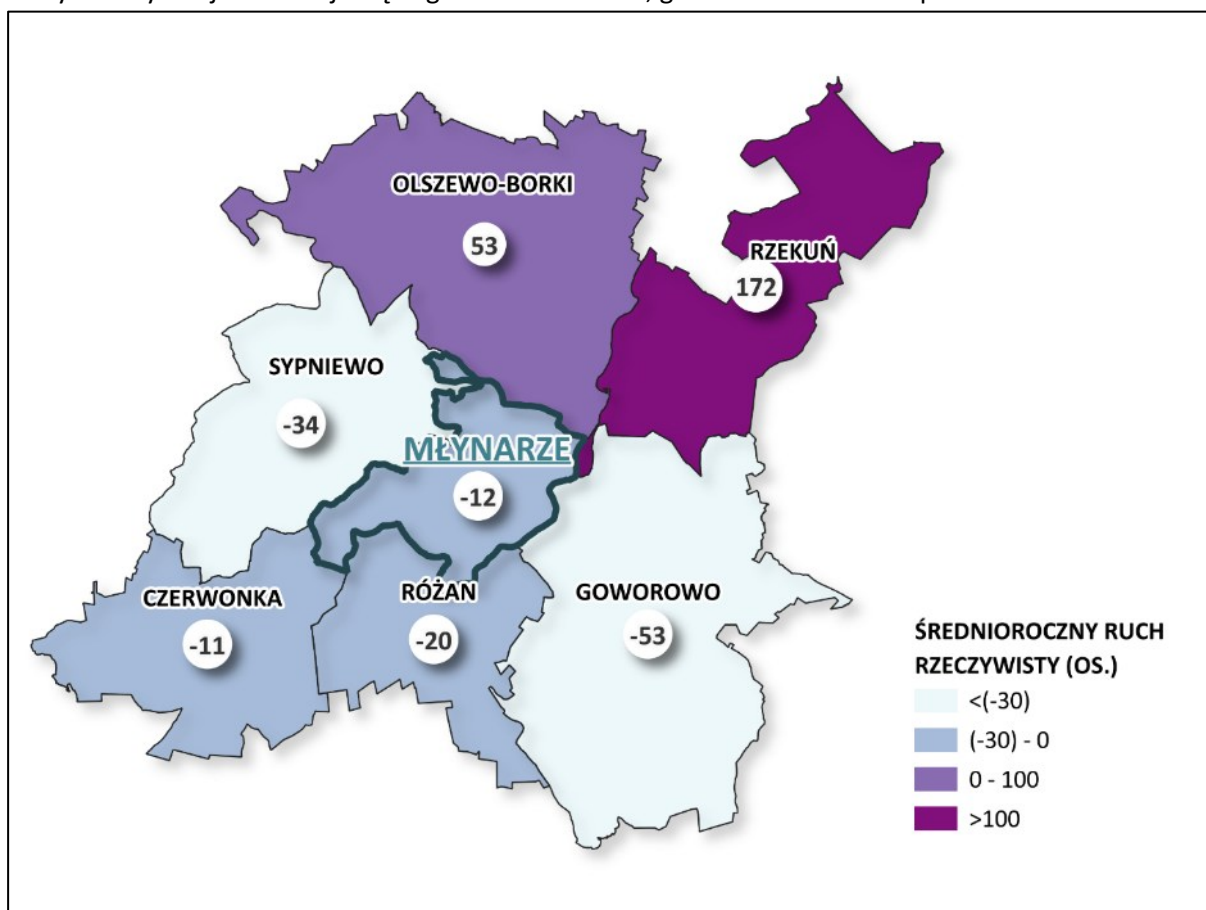 OLSZEWO-BORKI
53
RZEKUŃ
172
SYPNIEWO
-34
MŁYNARZE
-12
CZERWONKA
-11
RÓŻAN
-20
GOWOROWO
-53
ŚREDNIOROCZNY RUCH
RZECZYWISTY (OS.)
<(-30)
(-30) - 0
0 - 100
>100